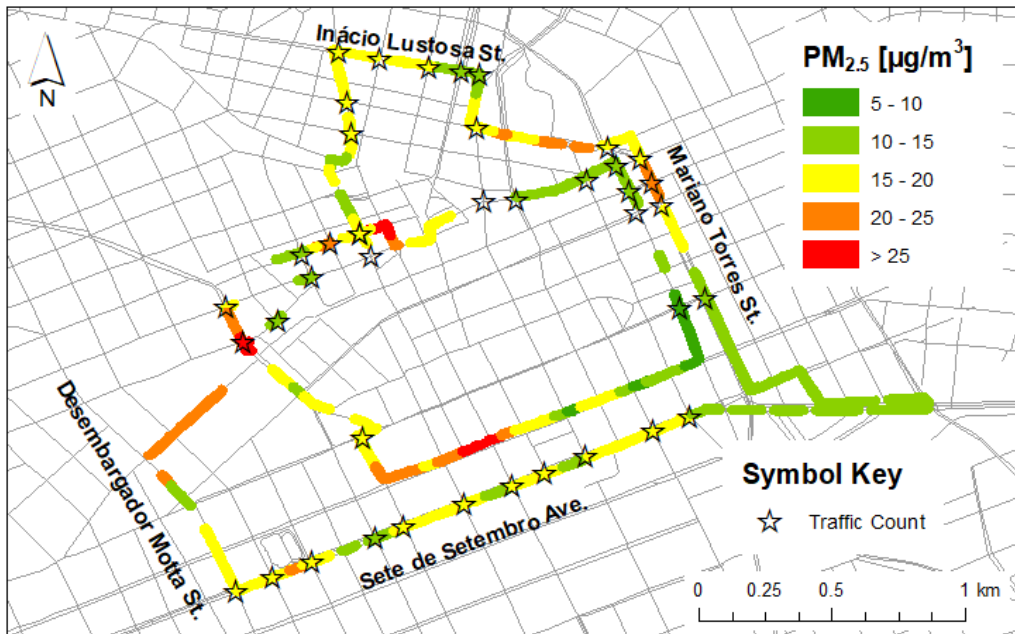 Inácio Lustosa St.
N
PM2.5 [µg/m³]
5 - 10
10 - 15
15 - 20
20 - 25
> 25
Mariano Torres St.
Desembargador Motta St.
Sete de Setembro Ave.
Symbol Key
Traffic Count
0 0.25 0.5 1 km